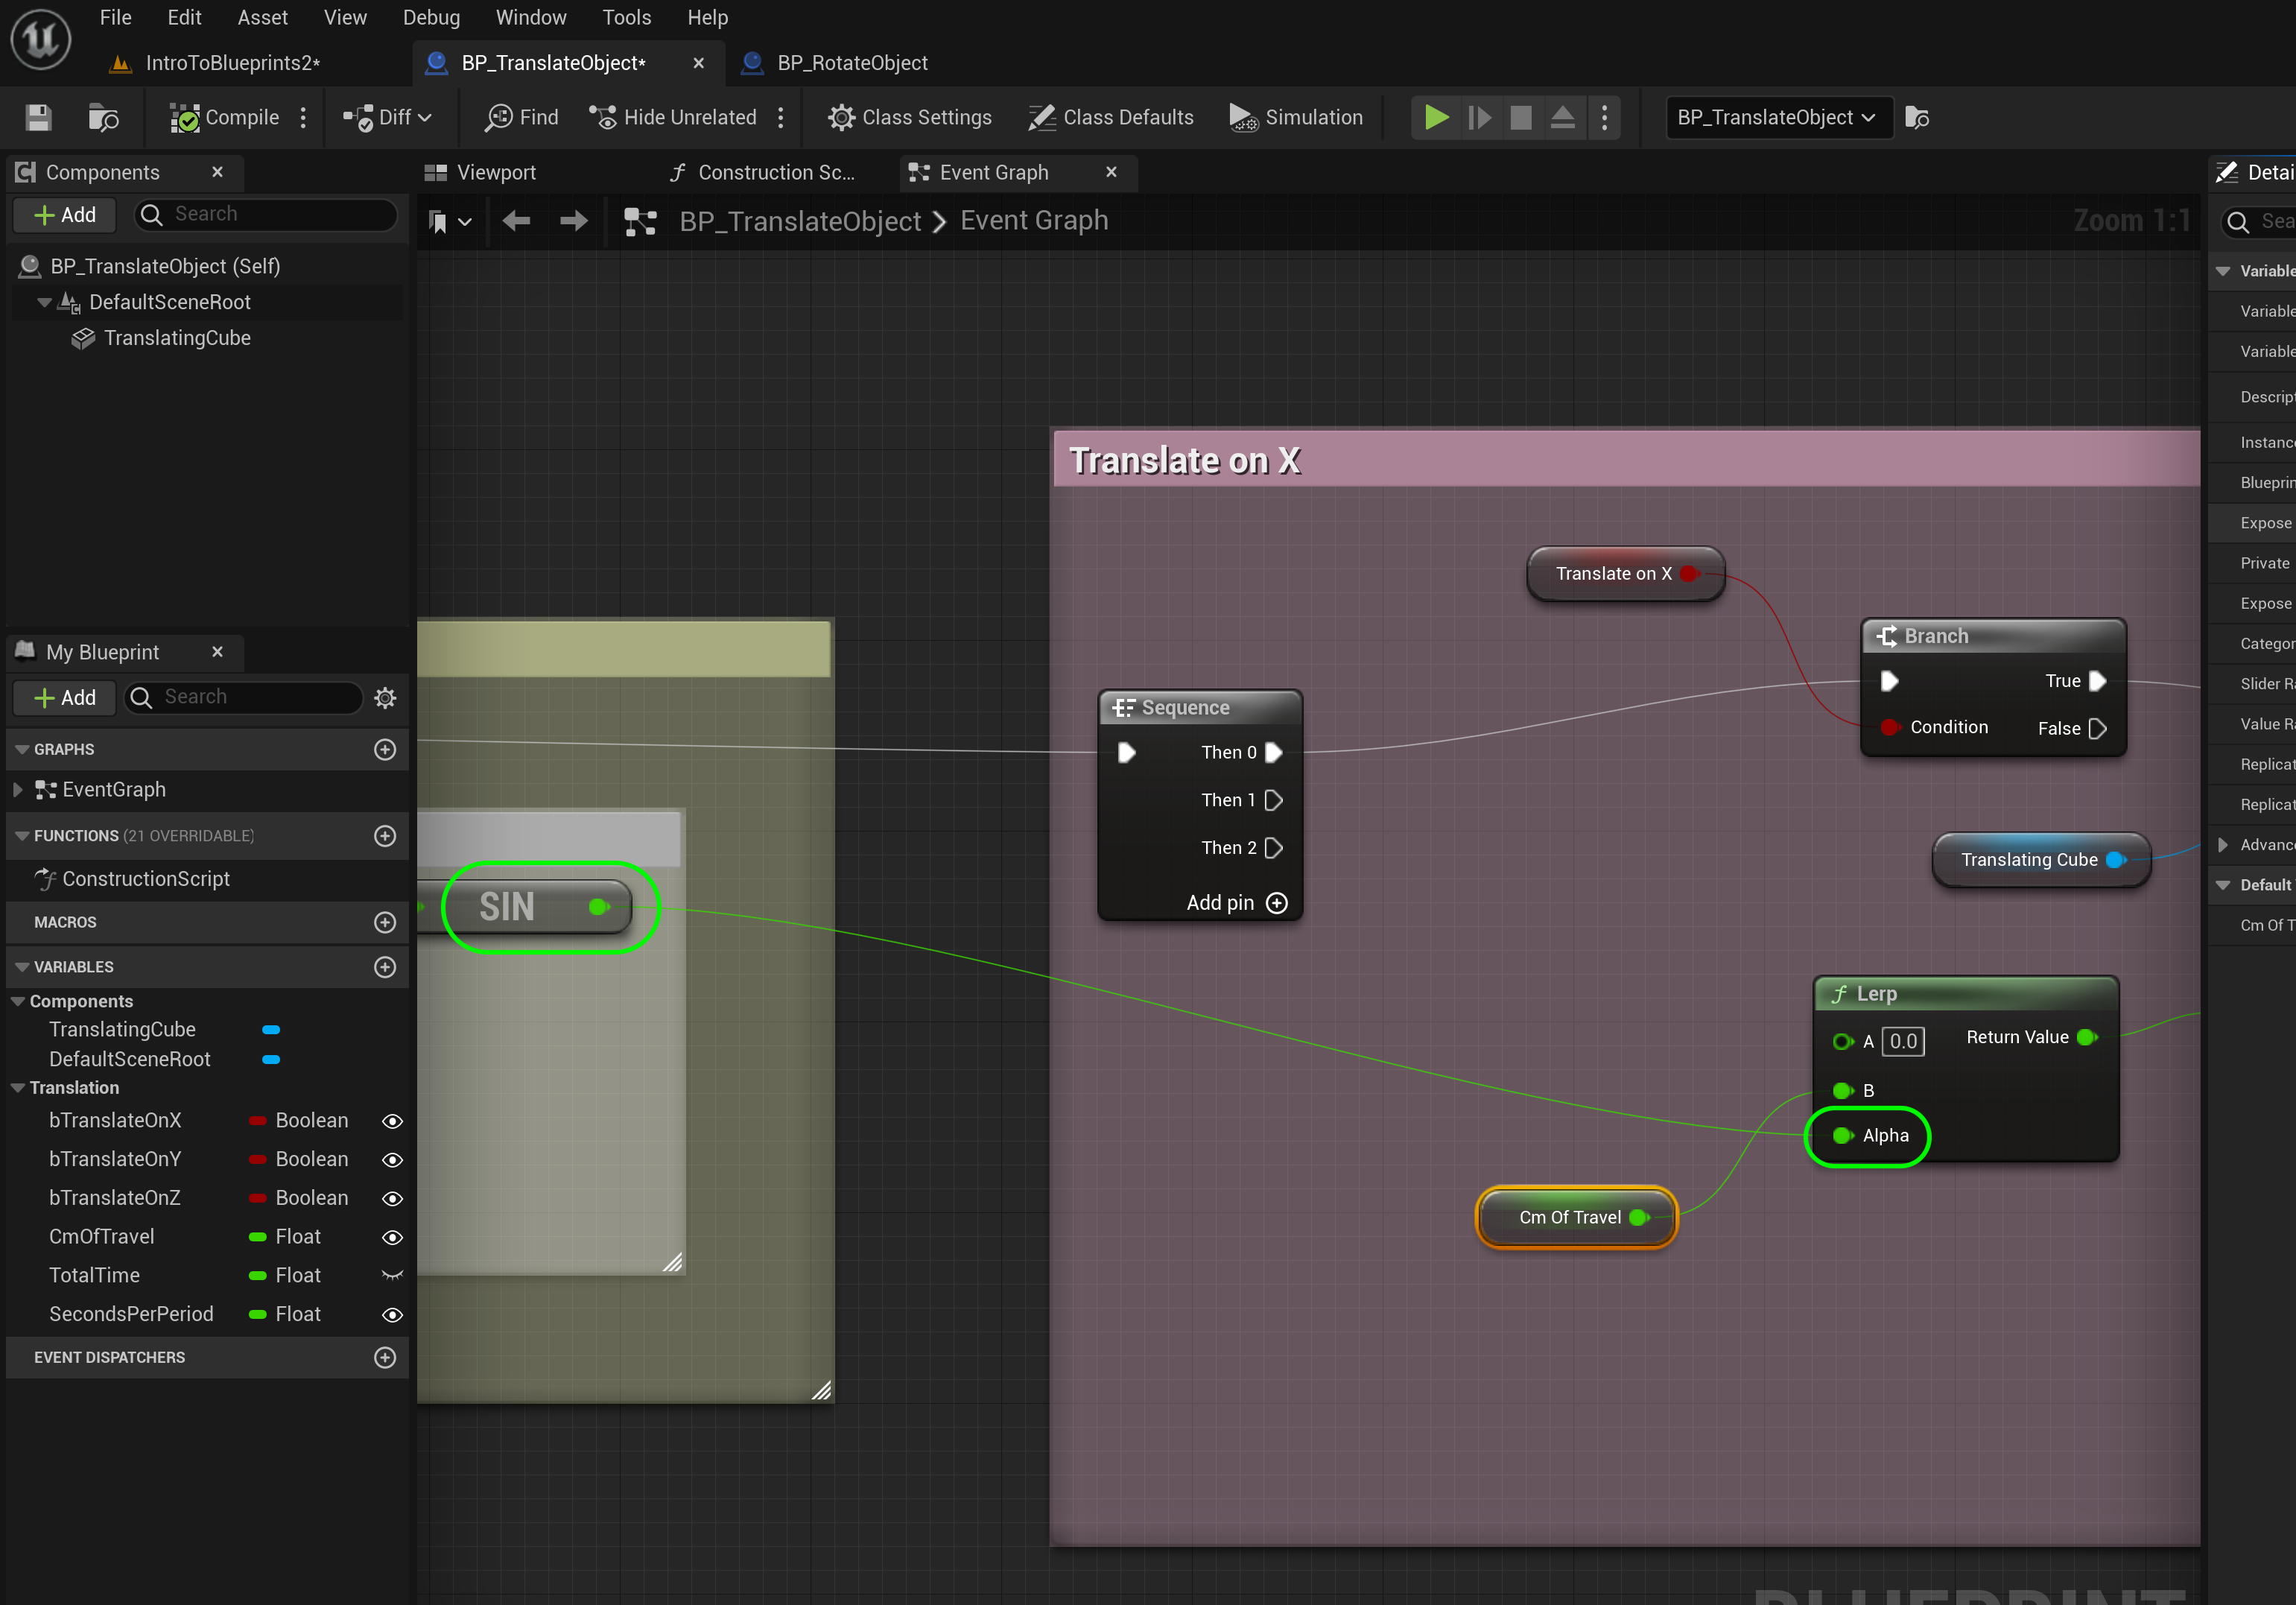 File Edit Asset View Debug Window Tools Help
IntroToBlueprints2* BP_TranslateObject* BP_RotateObject
Compile Diff Find Hide Unrelated Class Settings Class Defaults Simulation BP_TranslateObject
Components
Add Search
BP_TranslateObject (Self)
DefaultSceneRoot
TranslatingCube
My Blueprint
Add Search
GRAPHS
EventGraph
FUNCTIONS (21 OVERRIDABLE)
ConstructionScript
MACROS
VARIABLES
Components
TranslatingCube
DefaultSceneRoot
Translation
bTranslateOnX Boolean
bTranslateOnY Boolean
bTranslateOnZ Boolean
CmOfTravel Float
TotalTime Float
SecondsPerPeriod Float
EVENT DISPATCHERS
Viewport Construction Sc... Event Graph
BP_TranslateObject Event Graph
Zoom 1:1
Translate on X
Translate on X
Branch
True
Condition False
Sequence
Then 0
Then 1
Then 2
Add pin
SIN
Translating Cube
Lerp
A 0.0 Return Value
B
Alpha
Cm Of Travel
BLUEPRINT
Detai
Sea
Variable
Variable
Variable
Descrip
Instanc
Blueprin
Expose
Private
Expose
Categor
Slider Ra
Value Ra
Replicat
Replicat
Advance
Default
Cm Of T